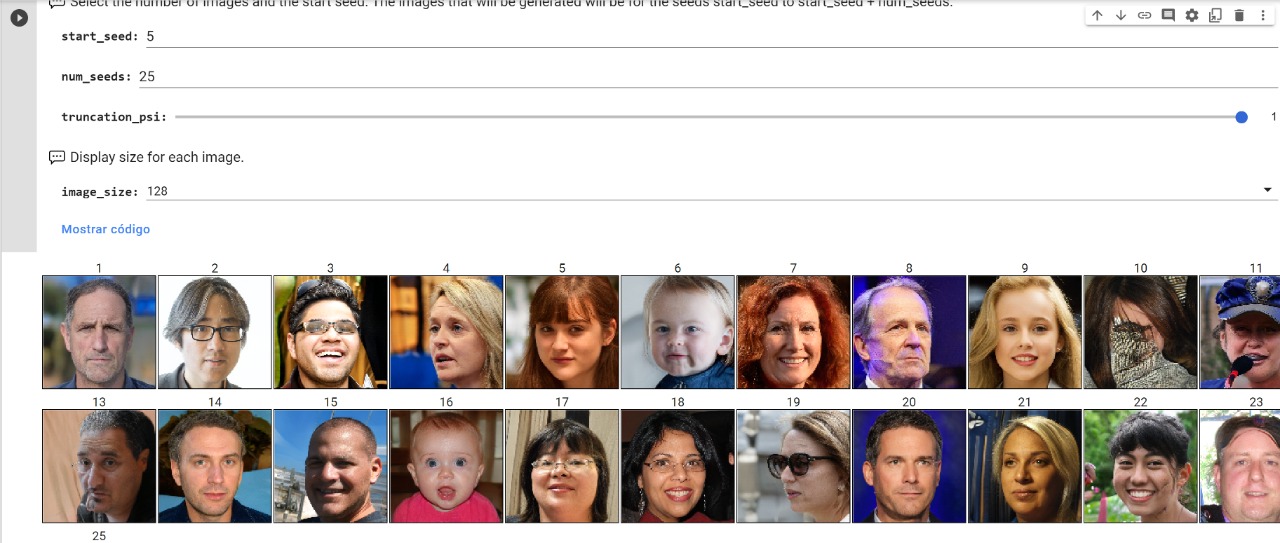 Select the number of images and the start seed. The images that will be generated will be for the seeds start_seed to start_seed + num_seeds.
start_seed: 5
num_seeds: 25
truncation_psi: 1
Display size for each image.
image_size: 128
Mostrar código
1 2 3 4 5 6 7 8 9 10 11
13 14 15 16 17 18 19 20 21 22 23
25